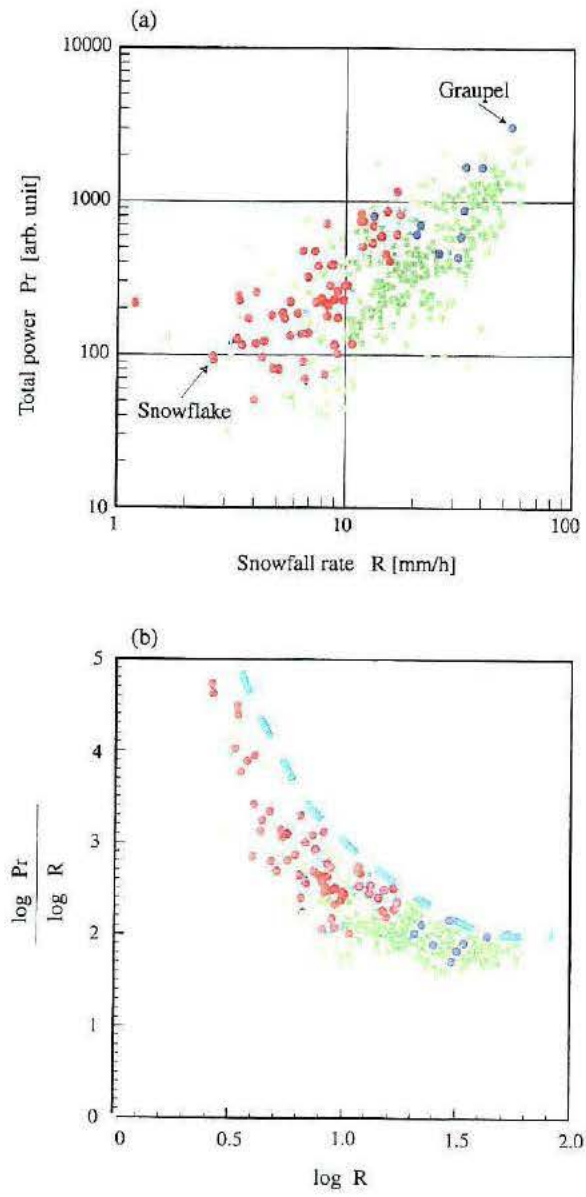 (a)
10000
Graupel
1000
Total power Pr [arb. unit]
100
Snowflake
10
1
10
100
Snowfall rate R [mm/h]
(b)
5
4
3
log Pr
log R
2
1
0
0
0.5
1.0
1.5
2.0
log R